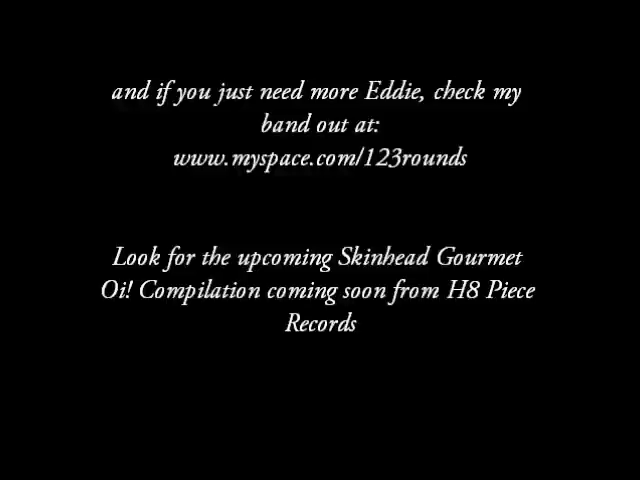 and if you just need more Eddie, check my
band out at:
www.myspace.com/123rounds
Look for the upcoming Skinhead Gourmet
Oi! Compilation coming soon from H8 Piece
Records